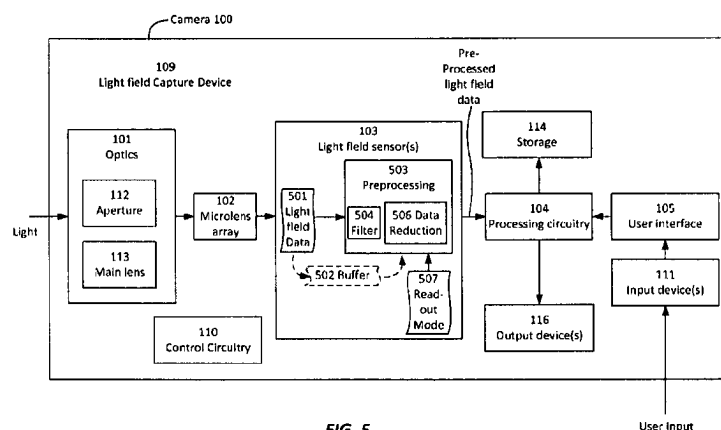 Camera 100
109
Light field Capture Device
Pre-
Processed
light field
data
101
Optics
112
Aperture
113
Main lens
Light
102
Microlens
array
103
Light field sensor(s)
501
Light
field
Data
503
Preprocessing
504
Filter
506 Data
Reduction
502 Buffer
507
Read-
out
Mode
110
Control Circuitry
114
Storage
104
Processing circuitry
116
Output device(s)
105
User interface
111
Input device(s)
User Input
FIG. 5